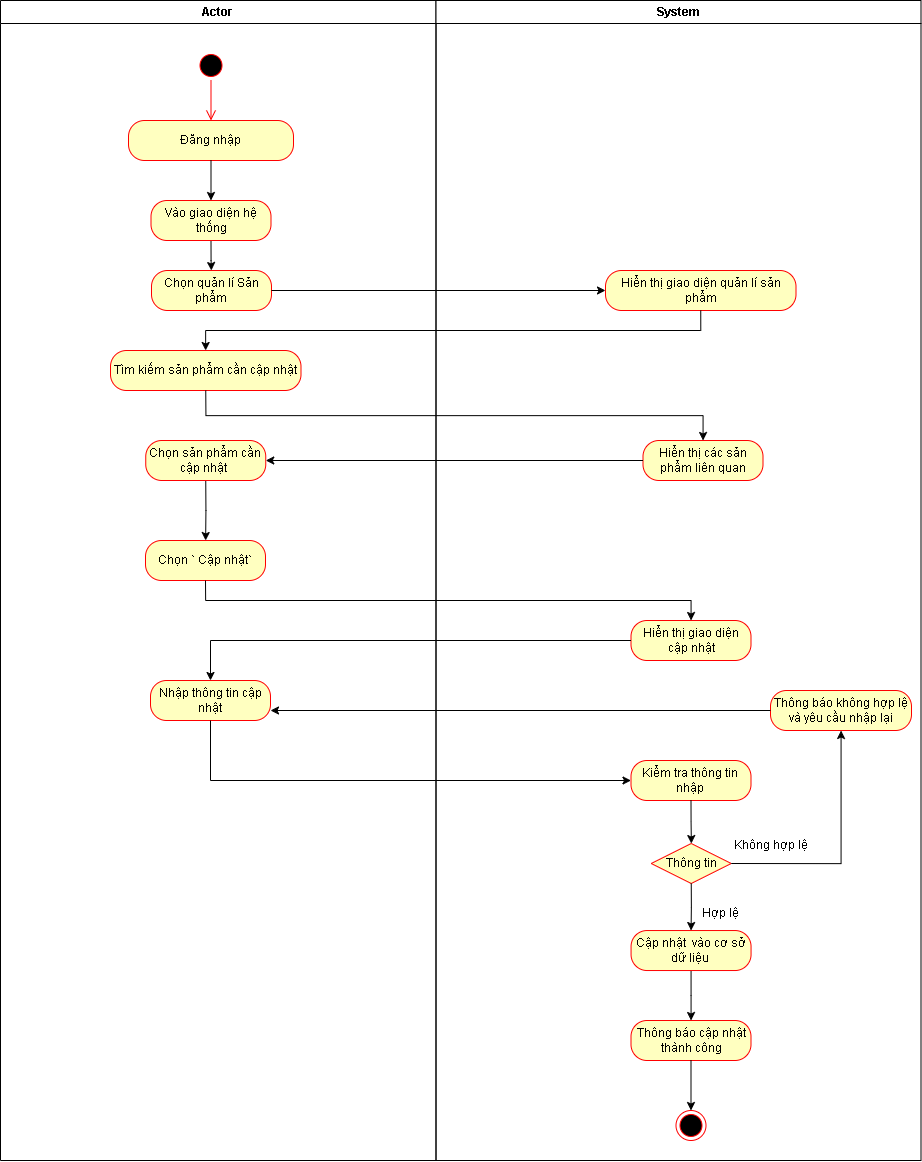 Actor
System
Đăng nhập
Vào giao diện hệ
thống
Chọn quản lí Sản
phẩm
Hiển thị giao diện quản lí sản
phẩm
Tìm kiếm sản phẩm cần cập nhật
Hiển thị các sản
phẩm liên quan
Chọn sản phẩm cần
cập nhật
Chọn ` Cập nhật`
Hiển thị giao diện
cập nhật
Nhập thông tin cập
nhật
Thông báo không hợp lệ
và yêu cầu nhập lại
Kiểm tra thông tin
nhập
Thông tin
Không hợp lệ
Hợp lệ
Cập nhật vào cơ sở
dữ liệu
Thông báo cập nhật
thành công